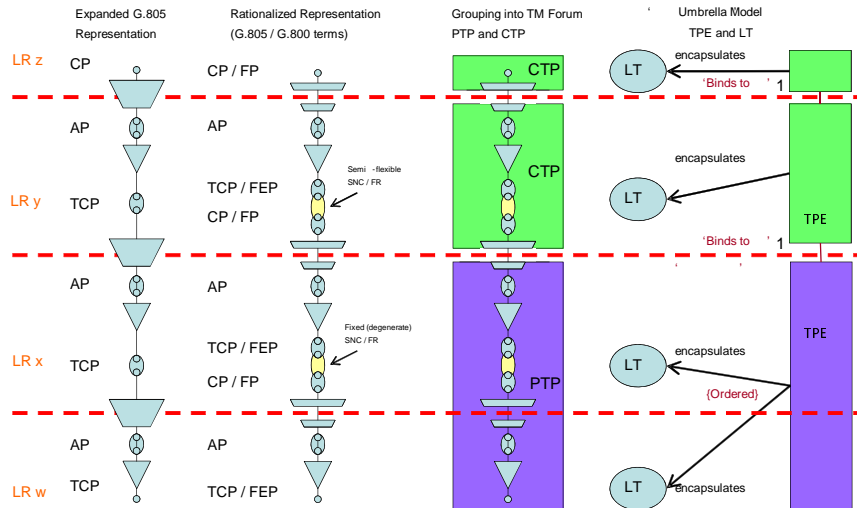 Expanded G.805
Representation
Rationalized Representation
(G.805 / G.800 terms)
Grouping into TM Forum
PTP and CTP
‘ Umbrella Model
TPE and LT
LR z
CP
CP / FP
CTP
LT
encapsulates
‘Binds to ’ 1
AP
AP
CTP
encapsulates
LR y
TCP
TCP / FEP
CP / FP
Semi -flexible
SNC / FR
LT
TPE
‘Binds to ’ 1
‘ ’
AP
AP
Fixed (degenerate)
SNC / FR
TPE
LR x
TCP
TCP / FEP
CP / FP
PTP
LT
encapsulates
{Ordered}
AP
AP
LR w
TCP
TCP / FEP
LT
encapsulates